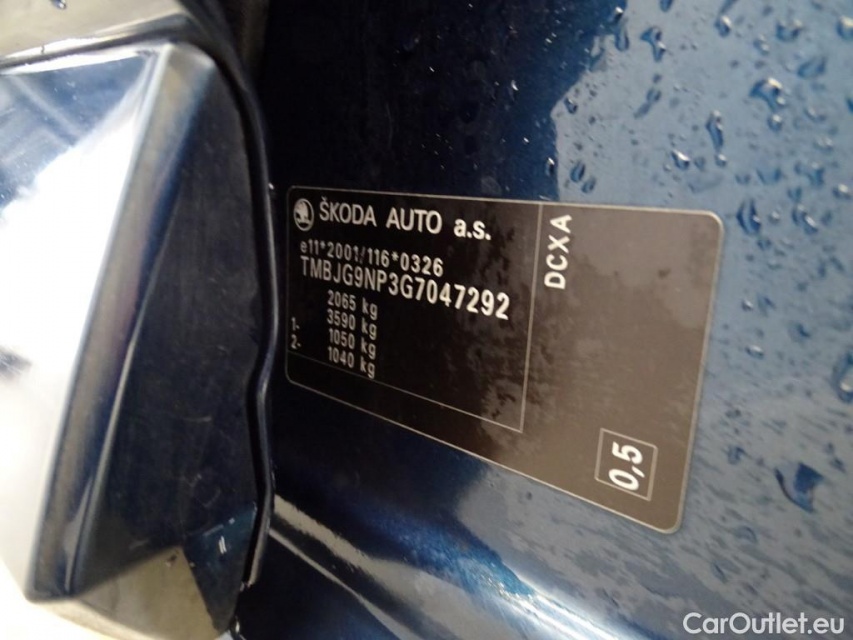 ŠKODA AUTO a.s.
e11*2001/116*0326
TMBJG9NP3G7047292
2065 kg
3590 kg
1- 1050 kg
2- 1040 kg
DCXA
0,5
CarOutlet.eu